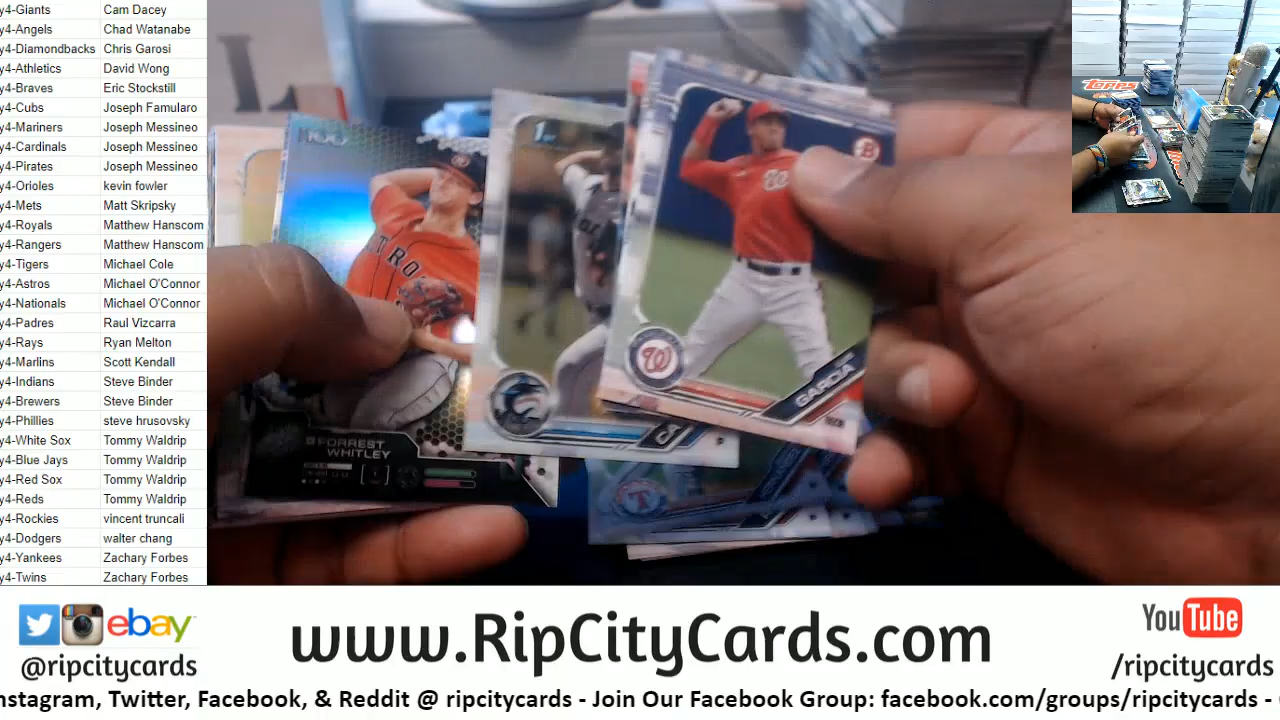 y4-Giants Cam Dacey
y4-Angels Chad Watanabe
y4-Diamondbacks Chris Garosi
y4-Athletics David Wong
y4-Braves Eric Stockstill
y4-Cubs Joseph Famularo
y4-Mariners Joseph Messineo
y4-Cardinals Joseph Messineo
y4-Pirates Joseph Messineo
y4-Orioles kevin fowler
y4-Mets Matt Skripsky
y4-Royals Matthew Hanscom
y4-Rangers Matthew Hanscom
y4-Tigers Michael Cole
y4-Astros Michael O'Connor
y4-Nationals Michael O'Connor
y4-Padres Raul Vizcarra
y4-Rays Ryan Melton
y4-Marlins Scott Kendall
y4-Indians Steve Binder
y4-Brewers Steve Binder
y4-Phillies steve hrusovsky
y4-White Sox Tommy Waldrip
y4-Blue Jays Tommy Waldrip
y4-Red Sox Tommy Waldrip
y4-Reds Tommy Waldrip
y4-Rockies vincent truncali
y4-Dodgers walter chang
y4-Yankees Zachary Forbes
y4-Twins Zachary Forbes
1st
W
GARCIA
FORREST
WHITLEY
Topps
ebay
@ripcitycards
www.RipCityCards.com
YouTube
/ripcitycards
nstagram, Twitter, Facebook, & Reddit @ ripcitycards - Join Our Facebook Group: facebook.com/groups/ripcitycards -